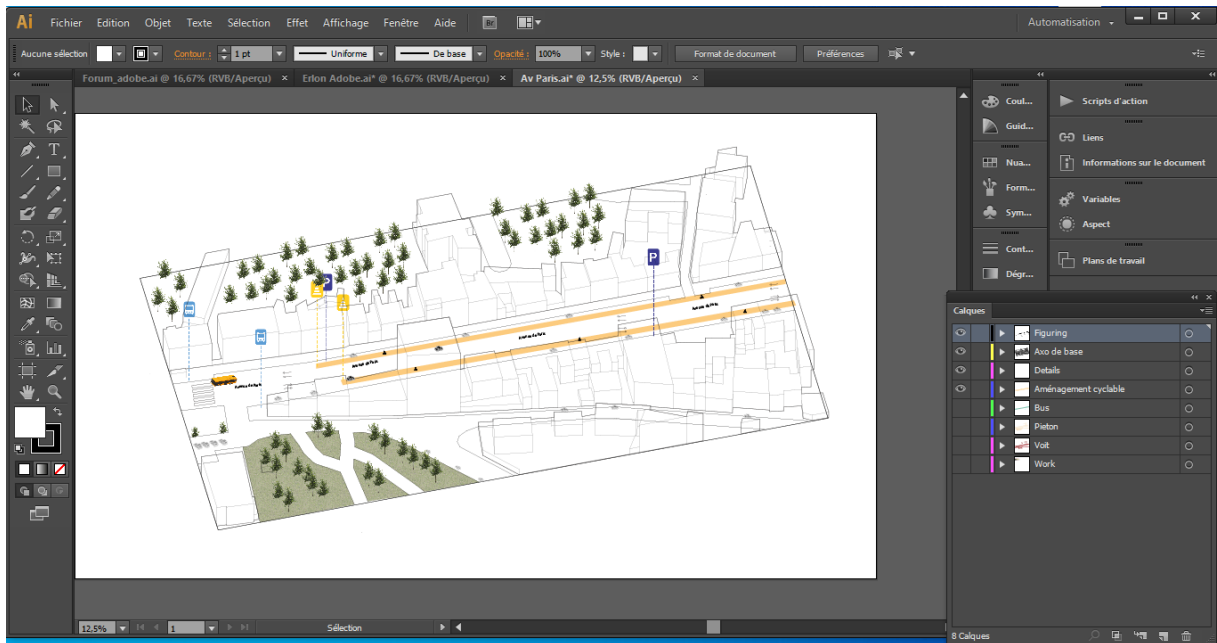 Ai Fichier Edition Objet Texte Sélection Effet Affichage Fenêtre Aide Br Automatisation
Aucune sélection Contour : 1 pt Uniforme De base Opacité : 100% Style : Format de document Préférences
Forum_adobe.ai @ 16,67% (RVB/Aperçu) × Erlon Adobe.ai* @ 16,67% (RVB/Aperçu) × Av Paris.ai* @ 12,5% (RVB/Aperçu) ×
Coul...
Guid...
Nua...
Form...
Sym...
Cont...
Dégr...
Scripts d'action
Liens
Informations sur le document
Variables
Aspect
Plans de travail
P
P
Calques
Figuring
Axo de base
Details
Aménagement cyclable
Bus
Pieton
Voit
Work
8 Calques
12,5% 1 Sélection